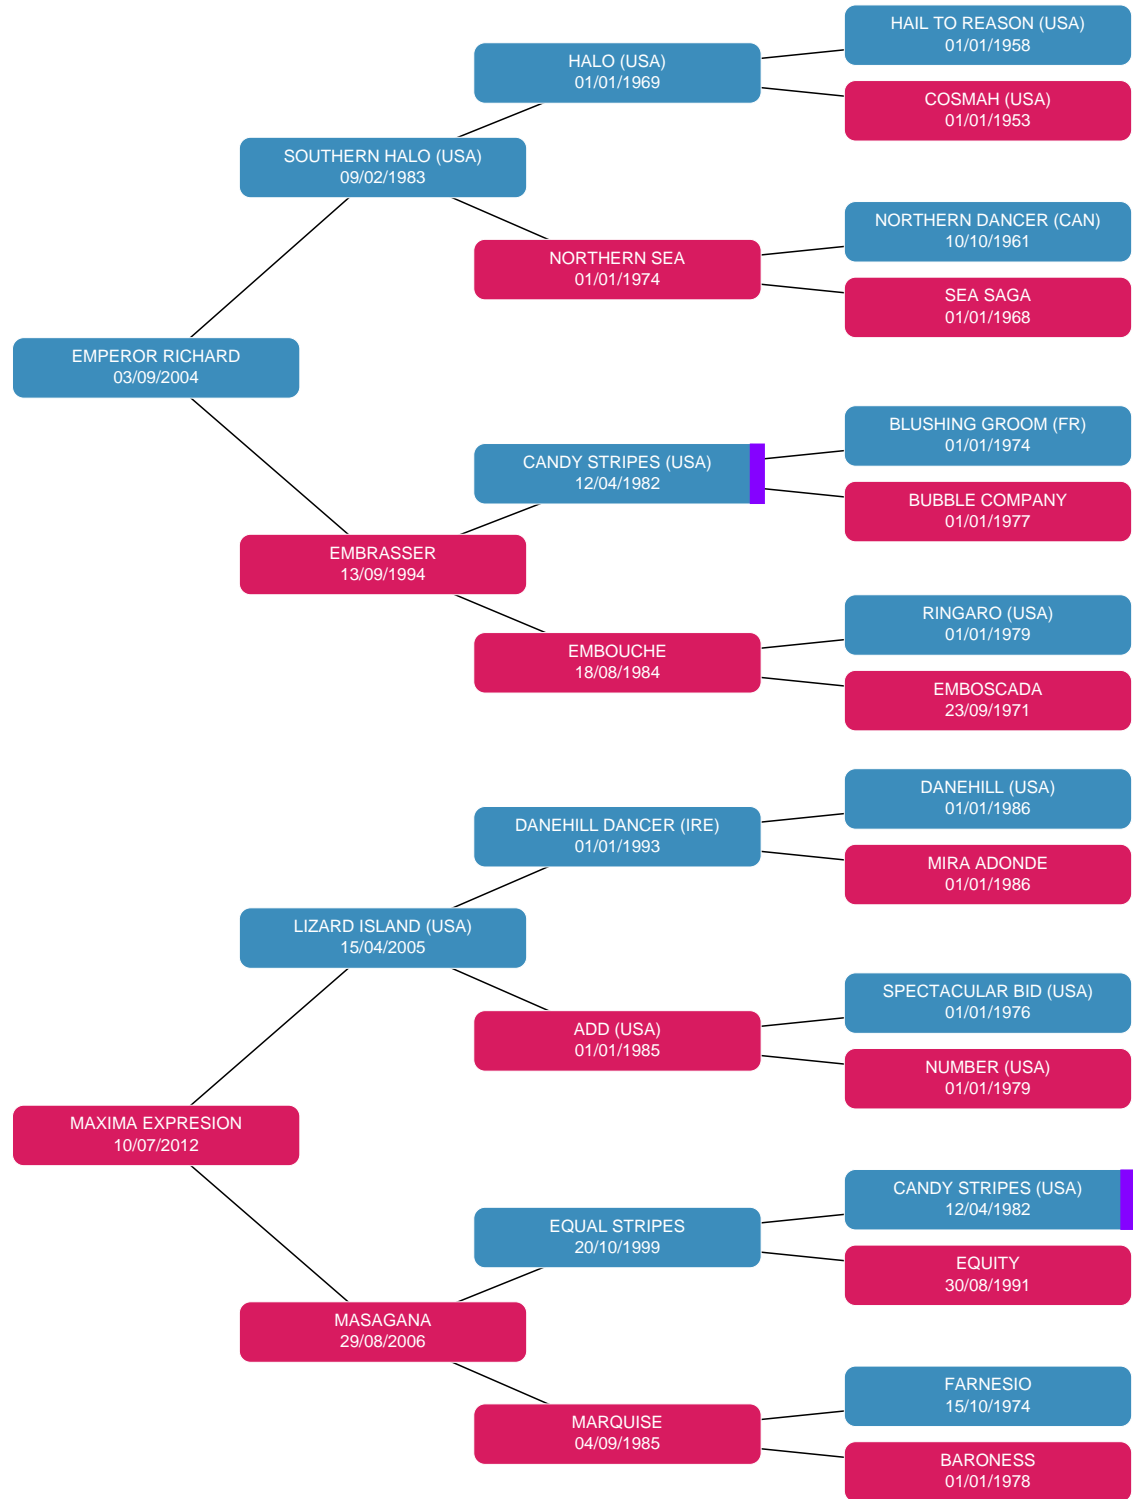 HAIL TO REASON (USA)
01/01/1958
HALO (USA)
01/01/1969
COSMAH (USA)
01/01/1953
SOUTHERN HALO (USA)
09/02/1983
NORTHERN DANCER (CAN)
10/10/1961
NORTHERN SEA
01/01/1974
SEA SAGA
01/01/1968
EMPEROR RICHARD
03/09/2004
BLUSHING GROOM (FR)
01/01/1974
CANDY STRIPES (USA)
12/04/1982
BUBBLE COMPANY
01/01/1977
EMBRASSER
13/09/1994
RINGARO (USA)
01/01/1979
EMBOUCHE
18/08/1984
EMBOSCADA
23/09/1971
DANEHILL (USA)
01/01/1986
DANEHILL DANCER (IRE)
01/01/1993
MIRA ADONDE
01/01/1986
LIZARD ISLAND (USA)
15/04/2005
SPECTACULAR BID (USA)
01/01/1976
ADD (USA)
01/01/1985
NUMBER (USA)
01/01/1979
MAXIMA EXPRESION
10/07/2012
CANDY STRIPES (USA)
12/04/1982
EQUAL STRIPES
20/10/1999
EQUITY
30/08/1991
MASAGANA
29/08/2006
FARNESIO
15/10/1974
MARQUISE
04/09/1985
BARONESS
01/01/1978